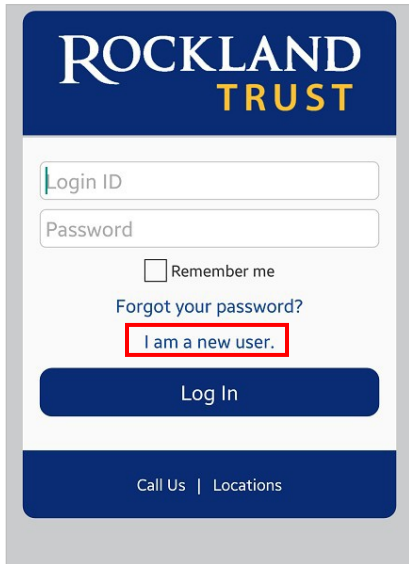 ROCKLAND
TRUST
Login ID
Password
Remember me
Forgot your password?
I am a new user.
Log In
Call Us | Locations